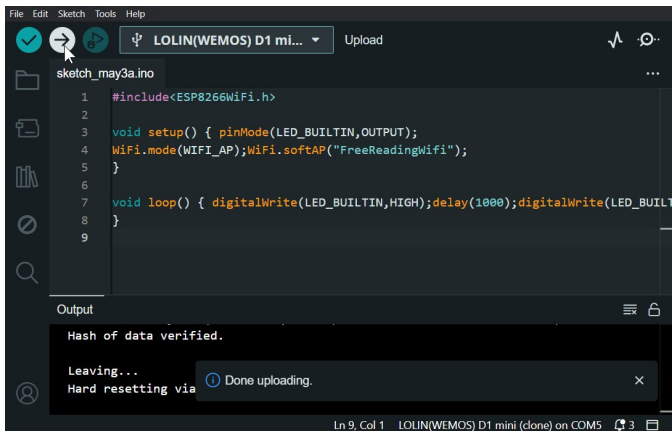 File Edit Sketch Tools Help
LOLIN(WEMOS) D1 mi... Upload
sketch_may3a.ino
1 #include<ESP8266WiFi.h>
2
3 void setup() { pinMode(LED_BUILTIN,OUTPUT);
4 WiFi.mode(WIFI_AP);WiFi.softAP("FreeReadingWifi");
5 }
6
7 void loop() { digitalWrite(LED_BUILTIN,HIGH);delay(1000);digitalWrite(LED_BUILT
8 }
9
Output
Hash of data verified.
Leaving...
Hard resetting via
Done uploading.
Ln 9, Col 1 LOLIN(WEMOS) D1 mini (clone) on COM5 3